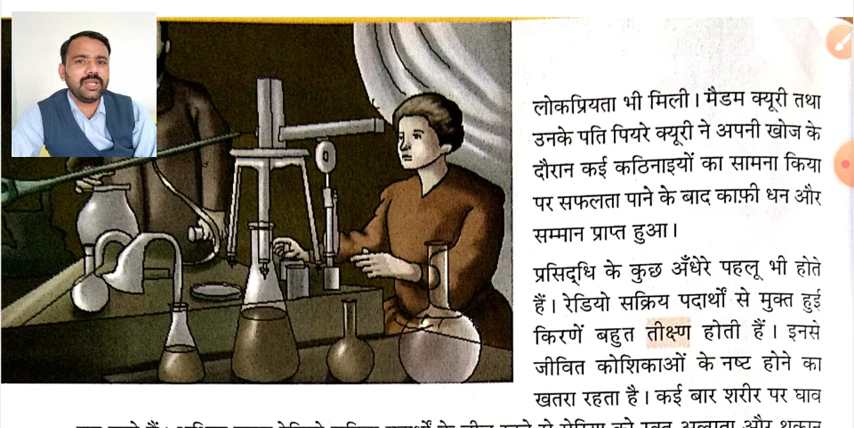 लोकप्रियता भी मिली। मैडम क्यूरी तथा
उनके पति पियरे क्यूरी ने अपनी खोज के
दौरान कई कठिनाइयों का सामना किया
पर सफलता पाने के बाद काफ़ी धन और
सम्मान प्राप्त हुआ।
प्रसिद्धि के कुछ अँधेरे पहलू भी होते
हैं। रेडियो सक्रिय पदार्थों से मुक्त हुई
किरणें बहुत तीक्ष्ण होती हैं। इनसे
जीवित कोशिकाओं के नष्ट होने का
खतरा रहता है। कई बार शरीर पर घाव